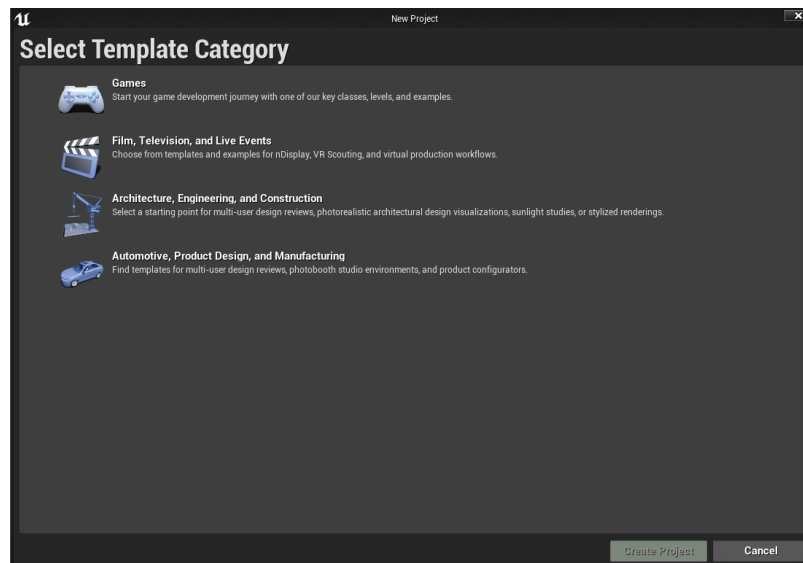 New Project
Select Template Category
Games
Start your game development journey with one of our key classes, levels, and examples.
Film, Television, and Live Events
Choose from templates and examples for nDisplay, VR Scouting, and virtual production workflows.
Architecture, Engineering, and Construction
Select a starting point for multi-user design reviews, photorealistic architectural design visualizations, sunlight studies, or stylized renderings.
Automotive, Product Design, and Manufacturing
Find templates for multi-user design reviews, photobooth studio environments, and product configurators.
Create Project Cancel